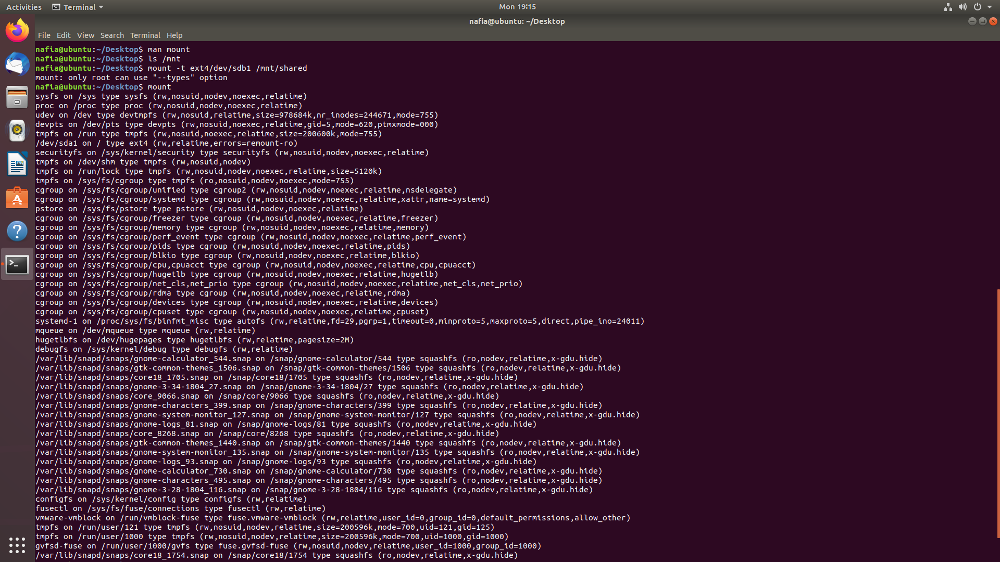 Activities Terminal Mon 19:15
nafia@ubuntu: ~/Desktop
File Edit View Search Terminal Help
nafia@ubuntu:~/Desktop$ man mount
nafia@ubuntu:~/Desktop$ ls /mnt
nafia@ubuntu:~/Desktop$ mount -t ext4/dev/sdb1 /mnt/shared
mount: only root can use "--types" option
nafia@ubuntu:~/Desktop$ mount
sysfs on /sys type sysfs (rw,nosuid,nodev,noexec,relatime)
proc on /proc type proc (rw,nosuid,nodev,noexec,relatime)
udev on /dev type devtmpfs (rw,nosuid,relatime,size=978684k,nr_inodes=244671,mode=755)
devpts on /dev/pts type devpts (rw,nosuid,noexec,relatime,gid=5,mode=620,ptmxmode=000)
tmpfs on /run type tmpfs (rw,nosuid,noexec,relatime,size=200600k,mode=755)
/dev/sda1 on / type ext4 (rw,relatime,errors=remount-ro)
securityfs on /sys/kernel/security type securityfs (rw,nosuid,nodev,noexec,relatime)
tmpfs on /dev/shm type tmpfs (rw,nosuid,nodev)
tmpfs on /run/lock type tmpfs (rw,nosuid,nodev,noexec,relatime,size=5120k)
tmpfs on /sys/fs/cgroup type tmpfs (ro,nosuid,nodev,noexec,mode=755)
cgroup on /sys/fs/cgroup/unified type cgroup2 (rw,nosuid,nodev,noexec,relatime,nsdelegate)
cgroup on /sys/fs/cgroup/systemd type cgroup (rw,nosuid,nodev,noexec,relatime,xattr,name=systemd)
pstore on /sys/fs/pstore type pstore (rw,nosuid,nodev,noexec,relatime)
cgroup on /sys/fs/cgroup/freezer type cgroup (rw,nosuid,nodev,noexec,relatime,freezer)
cgroup on /sys/fs/cgroup/memory type cgroup (rw,nosuid,nodev,noexec,relatime,memory)
cgroup on /sys/fs/cgroup/perf_event type cgroup (rw,nosuid,nodev,noexec,relatime,perf_event)
cgroup on /sys/fs/cgroup/pids type cgroup (rw,nosuid,nodev,noexec,relatime,pids)
cgroup on /sys/fs/cgroup/blkio type cgroup (rw,nosuid,nodev,noexec,relatime,blkio)
cgroup on /sys/fs/cgroup/cpu,cpuacct type cgroup (rw,nosuid,nodev,noexec,relatime,cpu,cpuacct)
cgroup on /sys/fs/cgroup/hugetlb type cgroup (rw,nosuid,nodev,noexec,relatime,hugetlb)
cgroup on /sys/fs/cgroup/net_cls,net_prio type cgroup (rw,nosuid,nodev,noexec,relatime,net_cls,net_prio)
cgroup on /sys/fs/cgroup/rdma type cgroup (rw,nosuid,nodev,noexec,relatime,rdma)
cgroup on /sys/fs/cgroup/devices type cgroup (rw,nosuid,nodev,noexec,relatime,devices)
cgroup on /sys/fs/cgroup/cpuset type cgroup (rw,nosuid,nodev,noexec,relatime,cpuset)
systemd-1 on /proc/sys/fs/binfmt_misc type autofs (rw,relatime,fd=29,pgrp=1,timeout=0,minproto=5,maxproto=5,direct,pipe_ino=24011)
mqueue on /dev/mqueue type mqueue (rw,relatime)
hugetlbfs on /dev/hugepages type hugetlbfs (rw,relatime,pagesize=2M)
debugfs on /sys/kernel/debug type debugfs (rw,relatime)
/var/lib/snapd/snaps/gnome-calculator_544.snap on /snap/gnome-calculator/544 type squashfs (ro,nodev,relatime,x-gdu.hide)
/var/lib/snapd/snaps/gtk-common-themes_1506.snap on /snap/gtk-common-themes/1506 type squashfs (ro,nodev,relatime,x-gdu.hide)
/var/lib/snapd/snaps/core18_1705.snap on /snap/core18/1705 type squashfs (ro,nodev,relatime,x-gdu.hide)
/var/lib/snapd/snaps/gnome-3-34-1804_27.snap on /snap/gnome-3-34-1804/27 type squashfs (ro,nodev,relatime,x-gdu.hide)
/var/lib/snapd/snaps/core_9066.snap on /snap/core/9066 type squashfs (ro,nodev,relatime,x-gdu.hide)
/var/lib/snapd/snaps/gnome-characters_399.snap on /snap/gnome-characters/399 type squashfs (ro,nodev,relatime,x-gdu.hide)
/var/lib/snapd/snaps/gnome-system-monitor_127.snap on /snap/gnome-system-monitor/127 type squashfs (ro,nodev,relatime,x-gdu.hide)
/var/lib/snapd/snaps/gnome-logs_81.snap on /snap/gnome-logs/81 type squashfs (ro,nodev,relatime,x-gdu.hide)
/var/lib/snapd/snaps/core_8268.snap on /snap/core/8268 type squashfs (ro,nodev,relatime,x-gdu.hide)
/var/lib/snapd/snaps/gtk-common-themes_1440.snap on /snap/gtk-common-themes/1440 type squashfs (ro,nodev,relatime,x-gdu.hide)
/var/lib/snapd/snaps/gnome-system-monitor_135.snap on /snap/gnome-system-monitor/135 type squashfs (ro,nodev,relatime,x-gdu.hide)
/var/lib/snapd/snaps/gnome-logs_93.snap on /snap/gnome-logs/93 type squashfs (ro,nodev,relatime,x-gdu.hide)
/var/lib/snapd/snaps/gnome-calculator_730.snap on /snap/gnome-calculator/730 type squashfs (ro,nodev,relatime,x-gdu.hide)
/var/lib/snapd/snaps/gnome-characters_495.snap on /snap/gnome-characters/495 type squashfs (ro,nodev,relatime,x-gdu.hide)
/var/lib/snapd/snaps/gnome-3-28-1804_116.snap on /snap/gnome-3-28-1804/116 type squashfs (ro,nodev,relatime,x-gdu.hide)
configfs on /sys/kernel/config type configfs (rw,relatime)
fusectl on /sys/fs/fuse/connections type fusectl (rw,relatime)
vmware-vmblock on /run/vmblock-fuse type fuse.vmware-vmblock (rw,relatime,user_id=0,group_id=0,default_permissions,allow_other)
tmpfs on /run/user/121 type tmpfs (rw,nosuid,nodev,relatime,size=200596k,mode=700,uid=121,gid=125)
tmpfs on /run/user/1000 type tmpfs (rw,nosuid,nodev,relatime,size=200596k,mode=700,uid=1000,gid=1000)
gvfsd-fuse on /run/user/1000/gvfs type fuse.gvfsd-fuse (rw,nosuid,nodev,relatime,user_id=1000,group_id=1000)
/var/lib/snapd/snaps/core18_1754.snap on /snap/core18/1754 type squashfs (ro,nodev,relatime,x-gdu.hide)